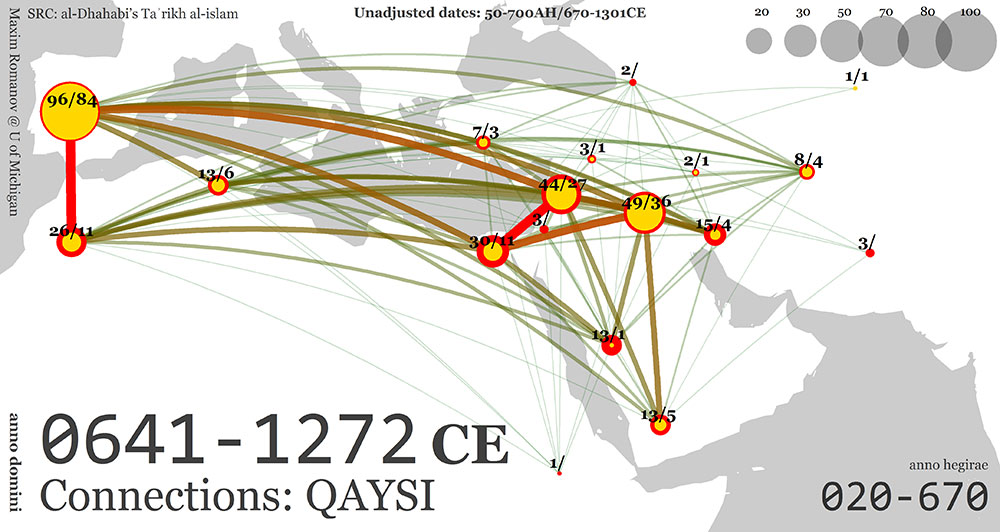 SRC: al-Dhahabi's Taʾrikh al-islam
Unadjusted dates: 50-700AH/670-1301CE
20 30 50 70 80 100
Maxim Romanov @ U of Michigan
2/
1/1
96/84
7/3
3/1
2/1
8/4
13/6
44/27
49/36
3/
15/4
26/11
30/11
3/
13/1
13/5
1/
anno domini
0641-1272 CE
Connections: QAYSI
anno hegirae
020-670